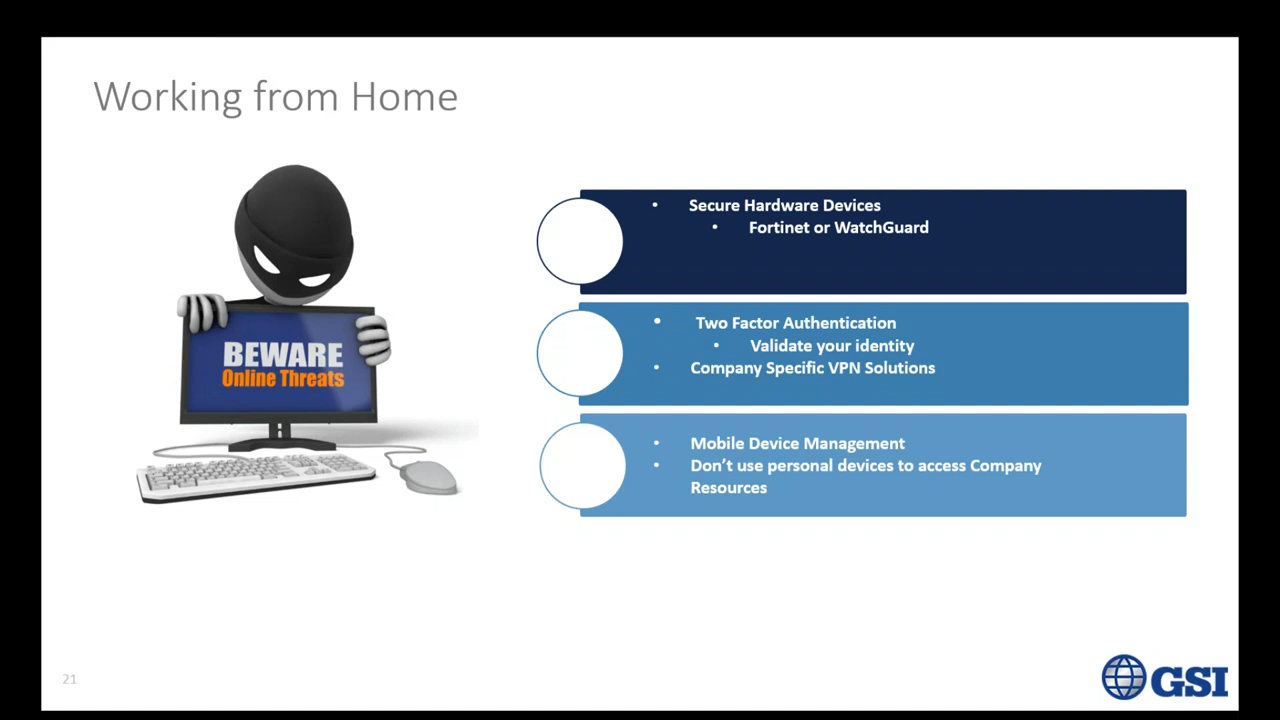 Working from Home
BEWARE
Online Threats
• Secure Hardware Devices
• Fortinet or WatchGuard
• Two Factor Authentication
• Validate your identity
• Company Specific VPN Solutions
• Mobile Device Management
• Don’t use personal devices to access Company
Resources
21
GSI